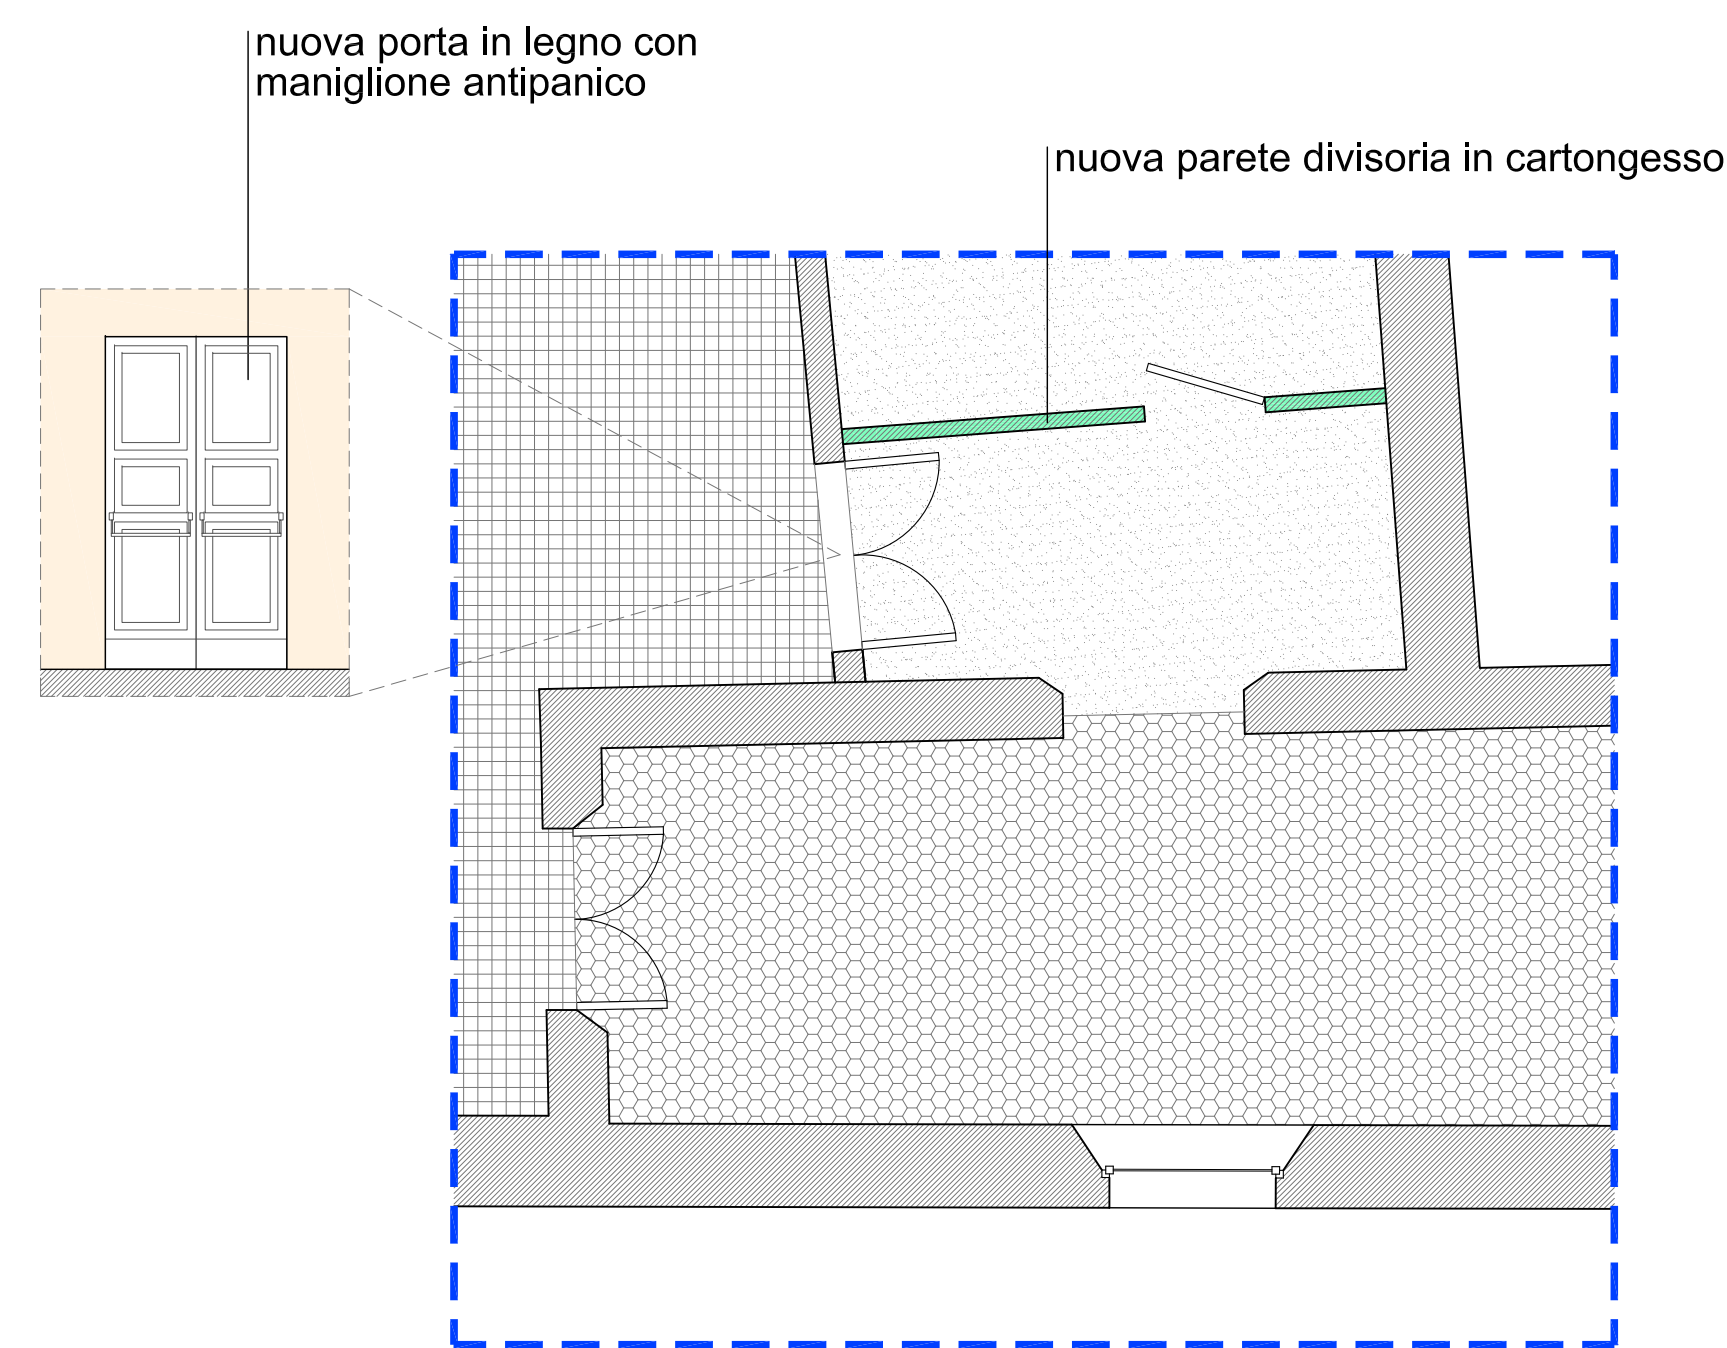 nuova porta in legno con
maniglione antipanico
nuova parete divisoria in cartongesso